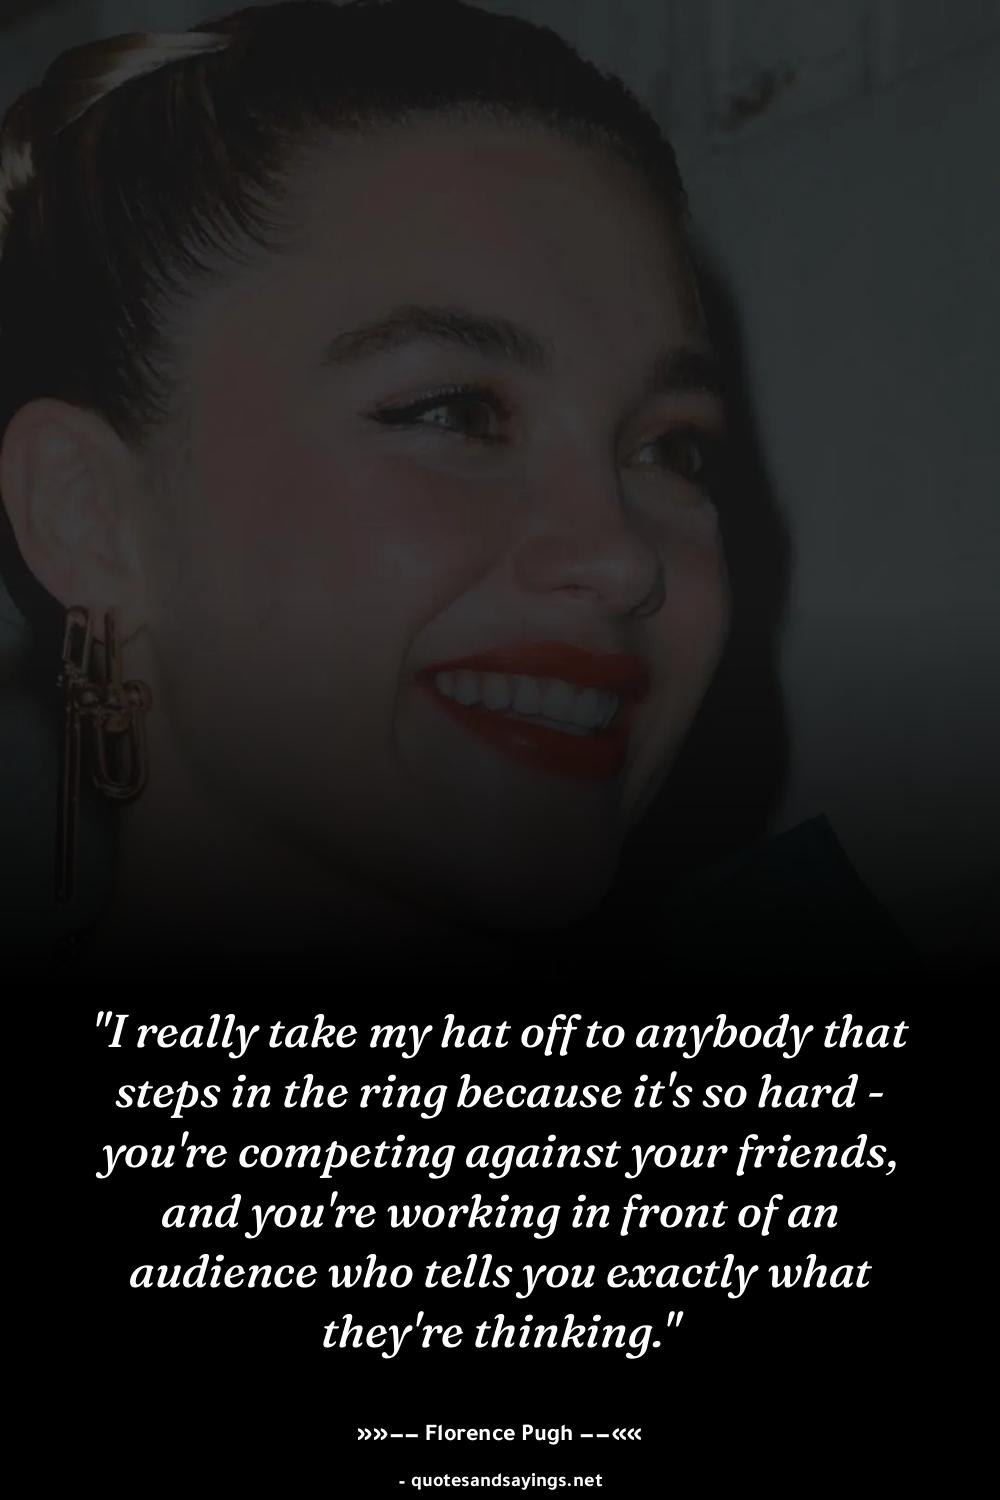 "I really take my hat off to anybody that
steps in the ring because it's so hard -
you're competing against your friends,
and you're working in front of an
audience who tells you exactly what
they're thinking."
»»−− Florence Pugh −−««
- quotesandsayings.net